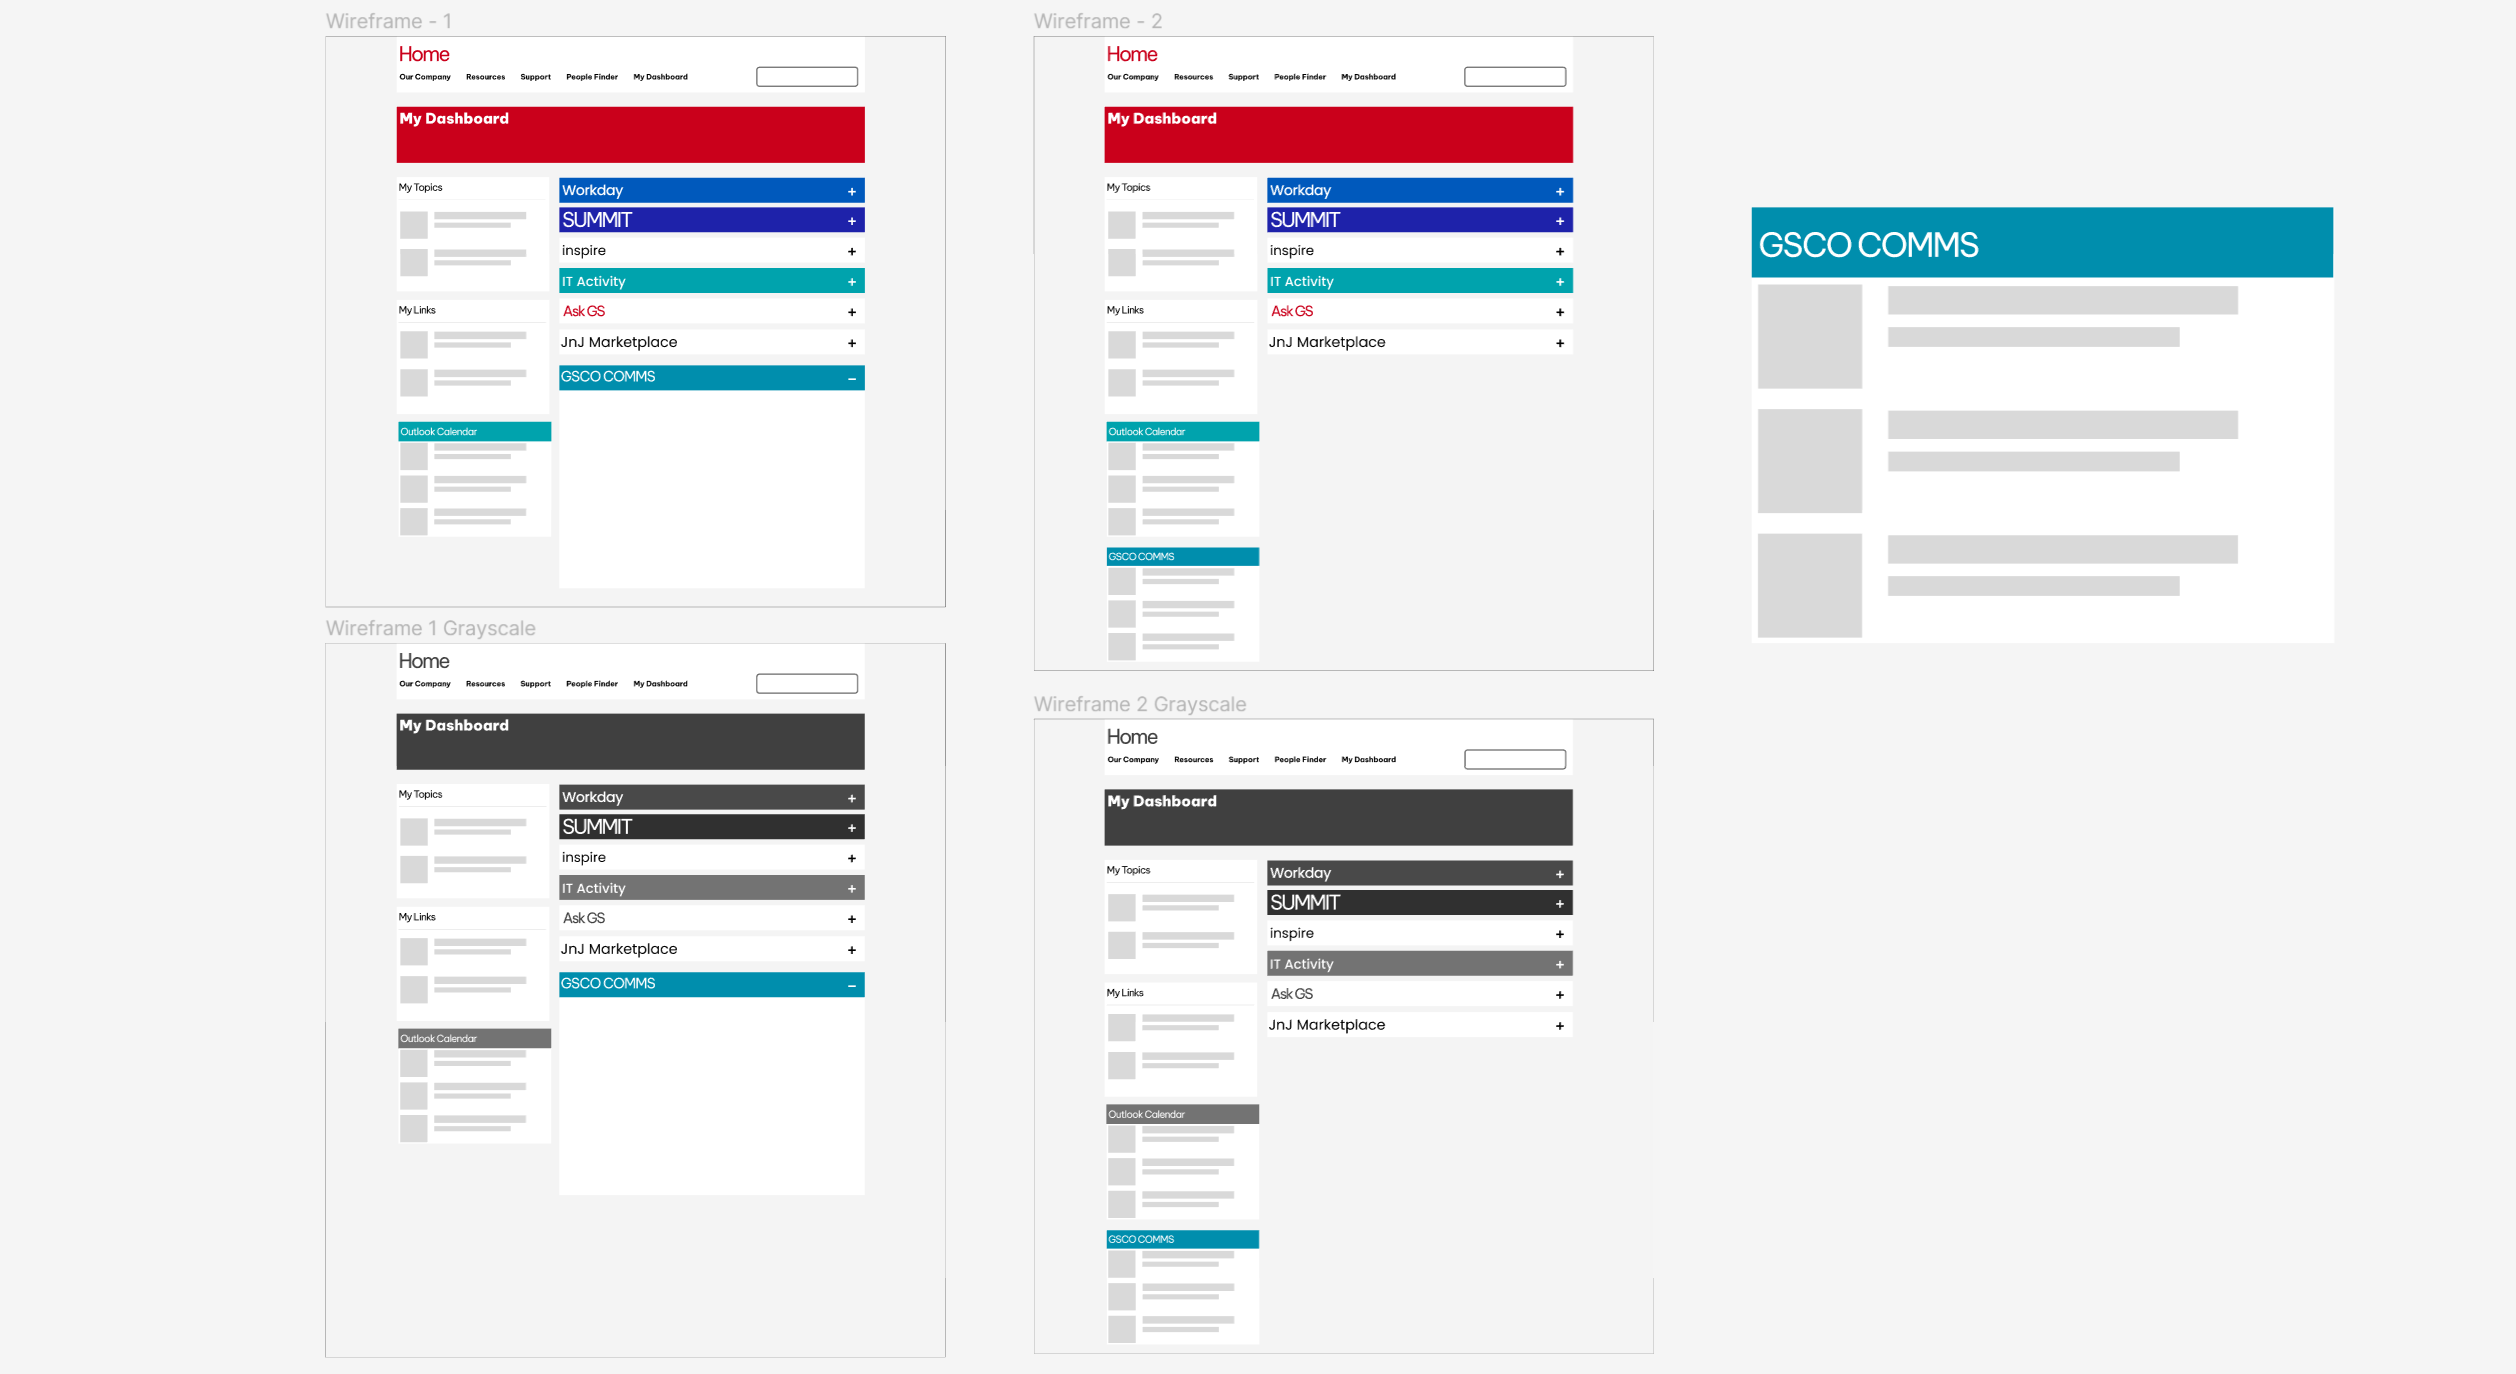 Wireframe - 1
Home
Our Company Resources Support People Finder My Dashboard
My Dashboard
My Topics
My Links
Outlook Calendar
Workday +
SUMMIT +
inspire +
IT Activity +
Ask GS +
JnJ Marketplace +
GSCO COMMS –
Wireframe - 2
Home
Our Company Resources Support People Finder My Dashboard
My Dashboard
My Topics
My Links
Outlook Calendar
GSCO COMMS
Workday +
SUMMIT +
inspire +
IT Activity +
Ask GS +
JnJ Marketplace +
GSCO COMMS
Wireframe 1 Grayscale
Home
Our Company Resources Support People Finder My Dashboard
My Dashboard
My Topics
My Links
Outlook Calendar
Workday +
SUMMIT +
inspire +
IT Activity +
Ask GS +
JnJ Marketplace +
GSCO COMMS –
Wireframe 2 Grayscale
Home
Our Company Resources Support People Finder My Dashboard
My Dashboard
My Topics
My Links
Outlook Calendar
GSCO COMMS
Workday +
SUMMIT +
inspire +
IT Activity +
Ask GS +
JnJ Marketplace +